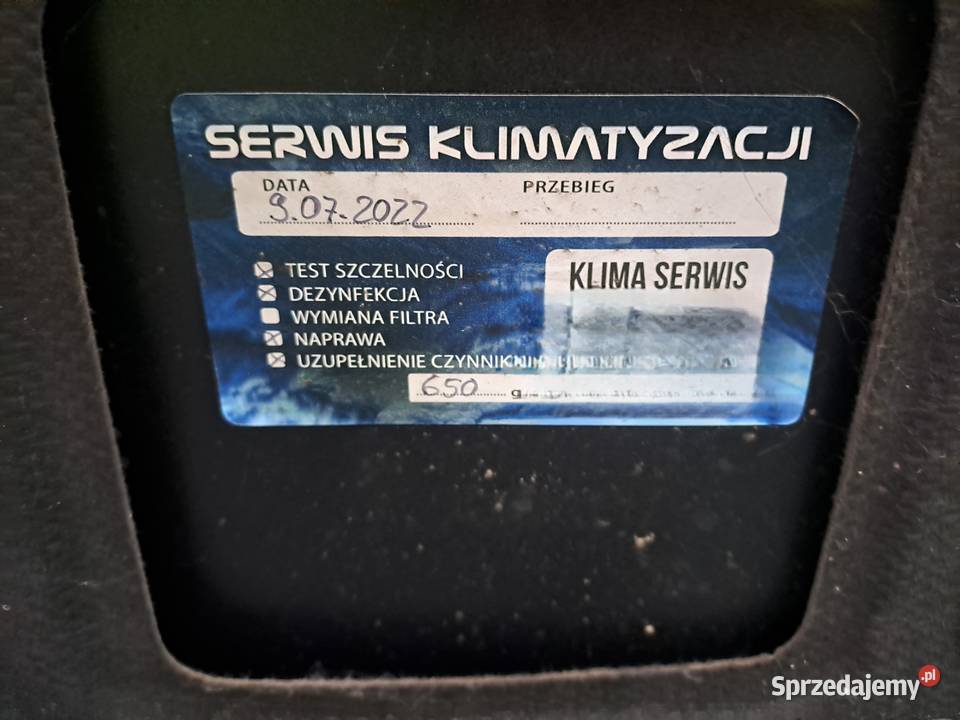 SERWIS KLIMATYZACJI
DATA PRZEBIEG
9.07.2022
TEST SZCZELNOŚCI
KLIMA SERWIS
DEZYNFEKCJA
WYMIANA FILTRA
NAPRAWA
UZUPEŁNIENIE
650 g
Sprzedajemy.pl